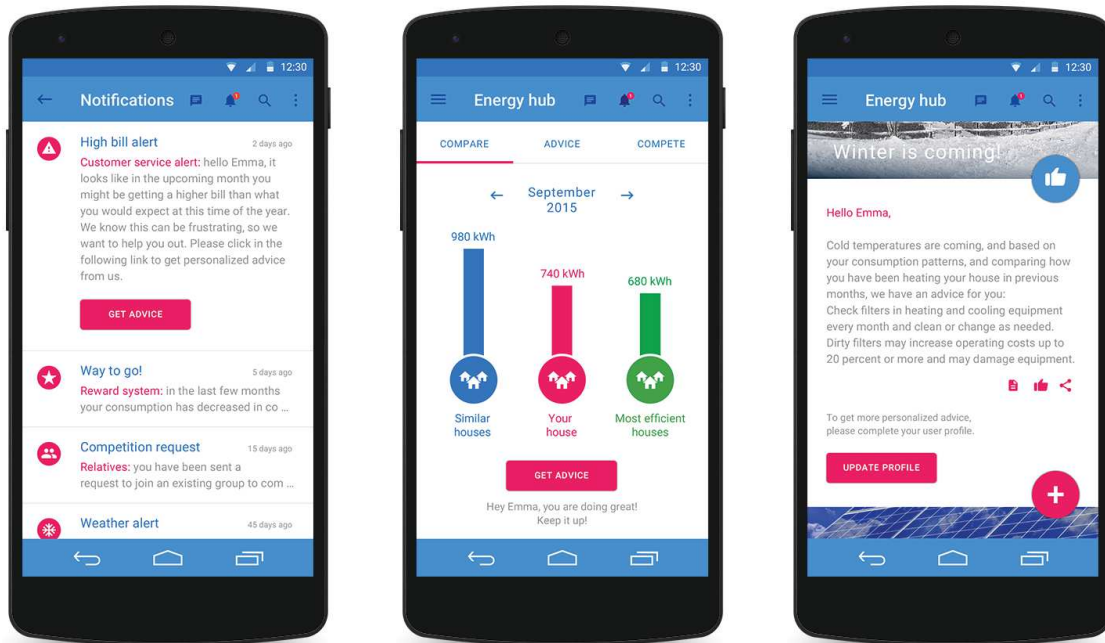 12:30
Notifications
High bill alert
2 days ago
Customer service alert: hello Emma, it
looks like in the upcoming month you
might be getting a higher bill than what
you would expect at this time of the year.
We know this can be frustrating, so we
want to help you out. Please click in the
following link to get personalized advice
from us.
GET ADVICE
Way to go!
5 days ago
Reward system: in the last few months
your consumption has decreased in co ...
Competition request
15 days ago
Relatives: you have been sent a
request to join an existing group to com ...
Weather alert
45 days ago
12:30
Energy hub
COMPARE ADVICE COMPETE
September
2015
980 kWh
740 kWh
680 kWh
Similar
houses
Your
house
Most efficient
houses
GET ADVICE
Hey Emma, you are doing great!
Keep it up!
12:30
Energy hub
Winter is coming!
Hello Emma,
Cold temperatures are coming, and based on
your consumption patterns, and comparing how
you have been heating your house in previous
months, we have an advice for you:
Check filters in heating and cooling equipment
every month and clean or change as needed.
Dirty filters may increase operating costs up to
20 percent or more and may damage equipment.
To get more personalized advice,
please complete your user profile.
UPDATE PROFILE